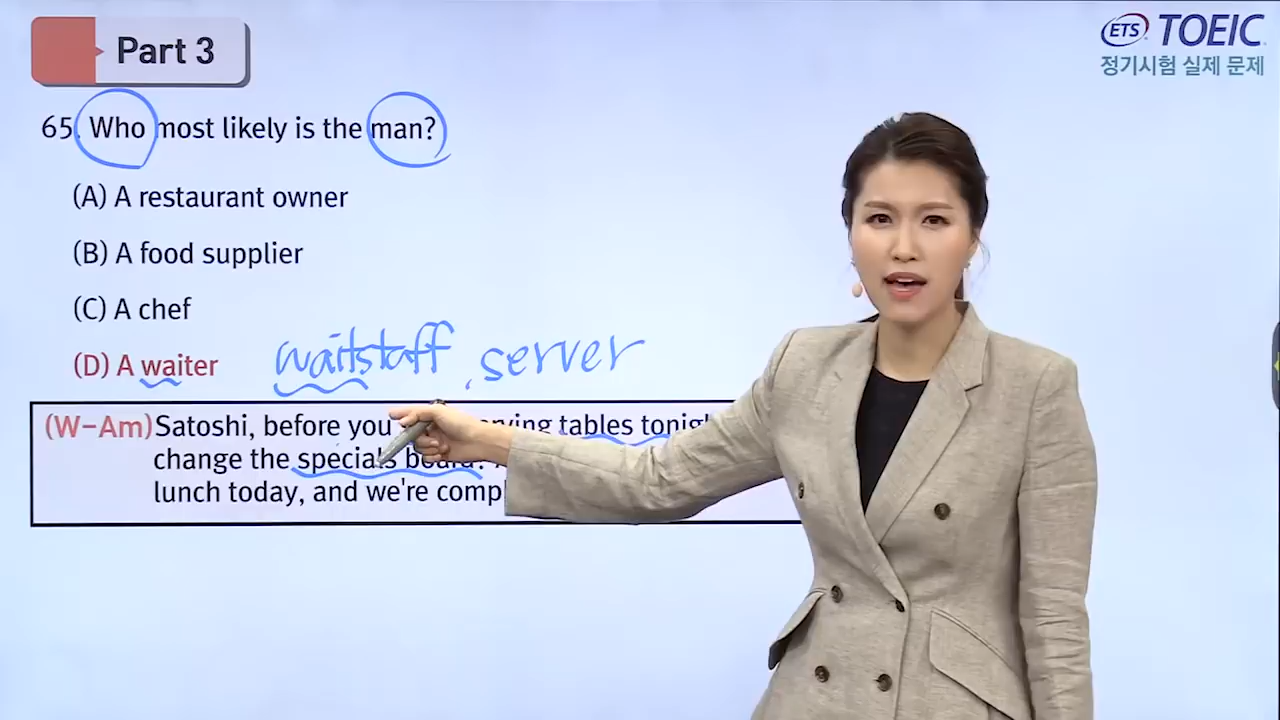 Part 3
ETS TOEIC
정기시험 실제 문제
65. Who most likely is the man?
(A) A restaurant owner
(B) A food supplier
(C) A chef
(D) A waiter waitstaff, server
(W-Am) Satoshi, before you tables
change the specials board?
lunch today, and we're